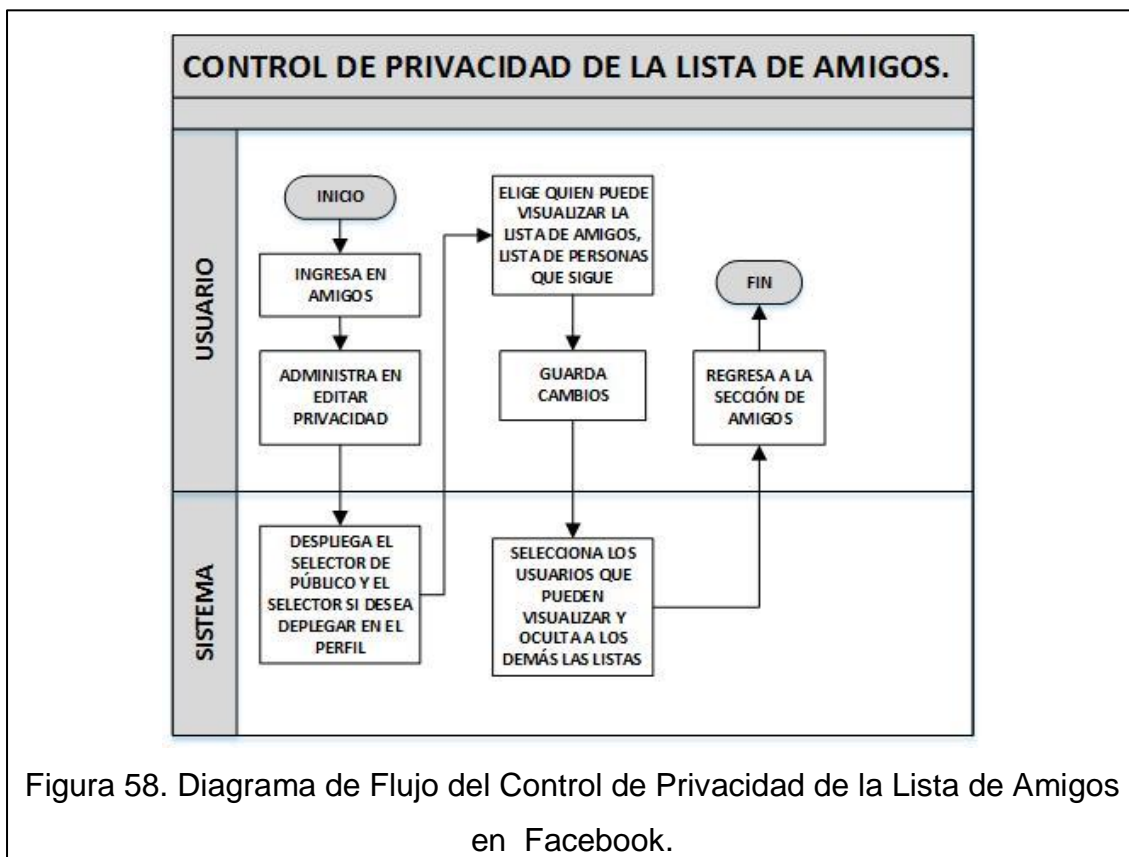 CONTROL DE PRIVACIDAD DE LA LISTA DE AMIGOS.
USUARIO
INICIO
INGRESA EN
AMIGOS
ADMINISTRA EN
EDITAR
PRIVACIDAD
ELIGE QUIEN PUEDE
VISUALIZAR LA
LISTA DE AMIGOS,
LISTA DE PERSONAS
QUE SIGUE
GUARDA
CAMBIOS
FIN
REGRESA A LA
SECCIÓN DE
AMIGOS
SISTEMA
DESPLIEGA EL
SELECTOR DE
PÚBLICO Y EL
SELECTOR SI DESEA
DEPLEGAR EN EL
PERFIL
SELECCIONA LOS
USUARIOS QUE
PUEDEN
VISUALIZAR Y
OCULTA A LOS
DEMÁS LAS LISTAS
Figura 58. Diagrama de Flujo del Control de Privacidad de la Lista de Amigos
en Facebook.